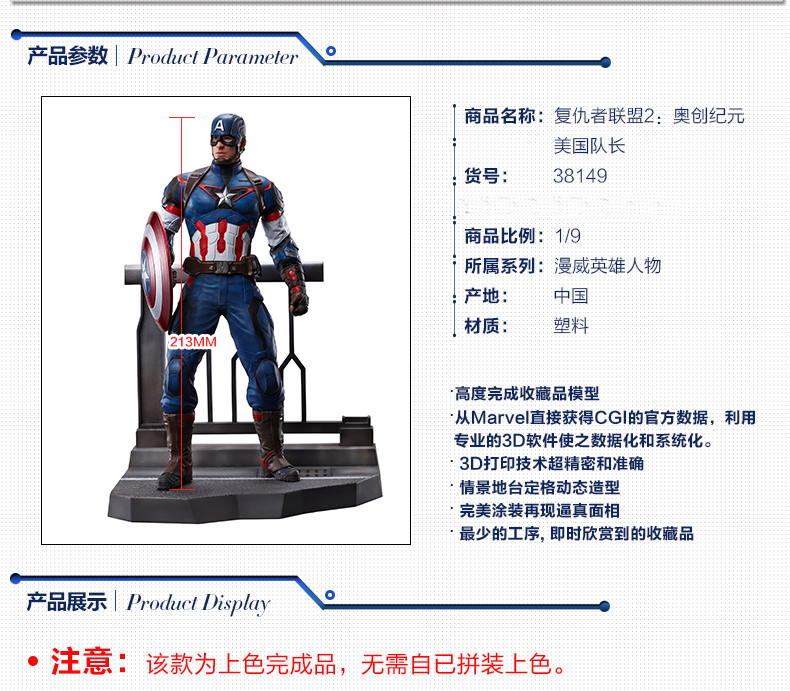 产品参数 Product Parameter
商品名称：复仇者联盟2：奥创纪元
美国队长
货号： 38149
商品比例：1/9
所属系列：漫威英雄人物
产地： 中国
材质： 塑料
A
213MM
·高度完成收藏品模型
·从Marvel直接获得CGI的官方数据，利用
专业的3D软件使之数据化和系统化。
· 3D打印技术超精密和准确
· 情景地台定格动态造型
· 完美涂装再现逼真面相
· 最少的工序, 即时欣赏到的收藏品
产品展示 Product Display
• 注意：该款为上色完成品，无需自已拼装上色。